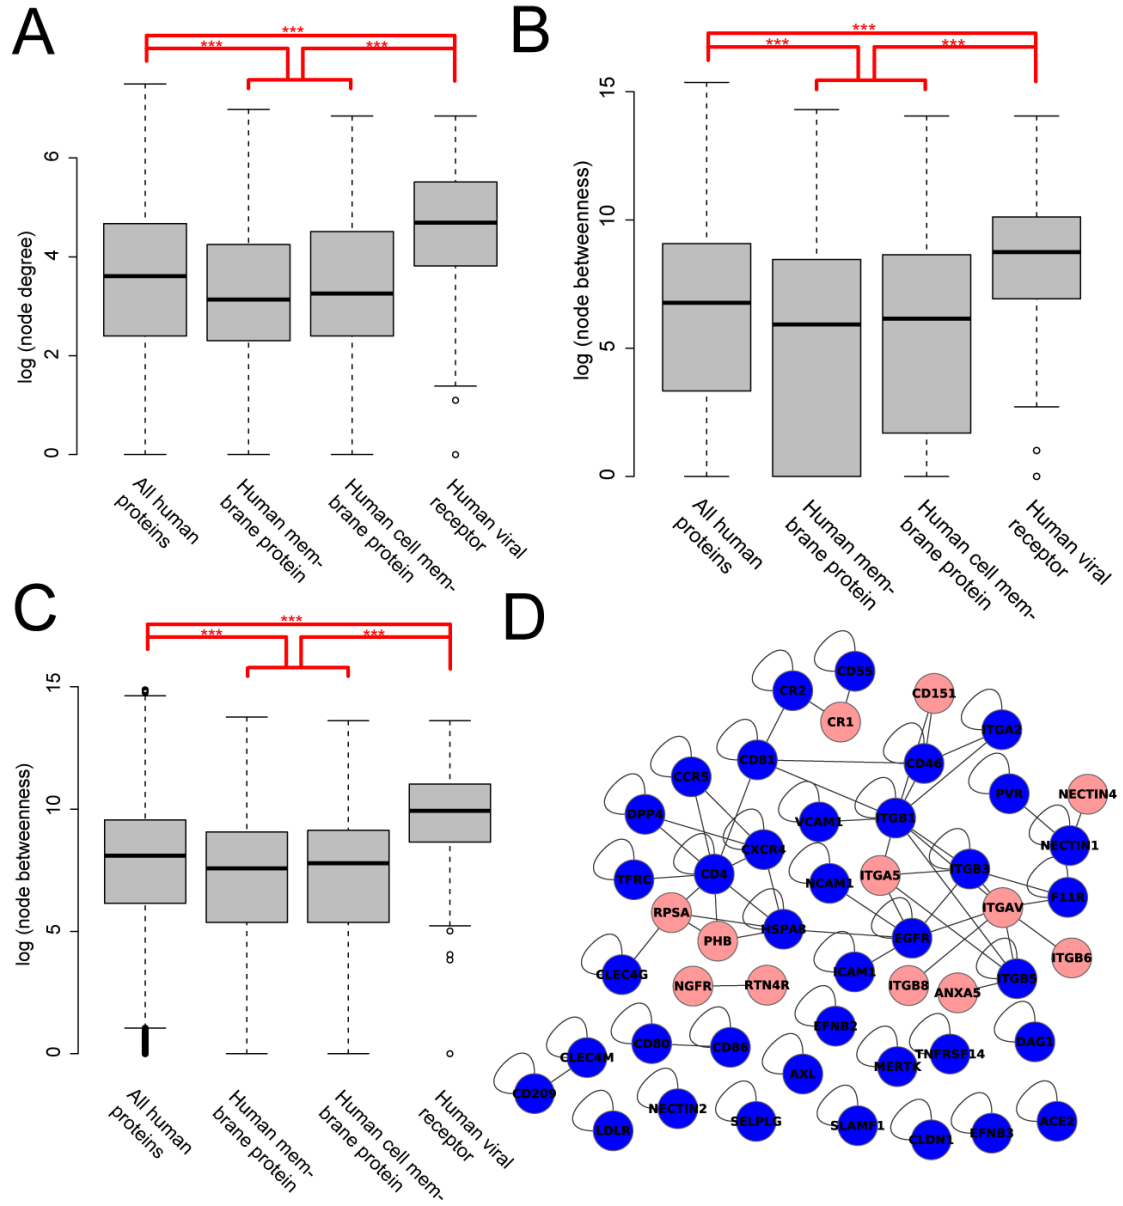 A
***
***
***
log (node degree)
6
4
2
0
All human
proteins
Human mem-
brane protein
Human cell mem-
brane protein
Human viral
receptor
B
***
***
***
log (node betweenness)
15
10
5
0
All human
proteins
Human mem-
brane protein
Human cell mem-
brane protein
Human viral
receptor
C
***
***
***
log (node betweenness)
15
10
5
0
All human
proteins
Human mem-
brane protein
Human cell mem-
brane protein
Human viral
receptor
D
CD55
CR2
CD151
CR1
ITGA2
CD81
CD46
CCR5
PVR
NECTIN4
DPP4
VCAM1
ITGB1
CXCR4
NECTIN1
TFRC
CD4
NCAM1
ITGA5
ITGB3
F11R
RPSA
ITGAV
PHB
HSPA8
EGFR
ITGB6
CLEC4G
ICAM1
ITGB5
NGFR
RTN4R
ITGB8
ANXA5
EFNB2
CD80
CD86
DAG1
CLEC4M
TNFRSF14
MERTK
AXL
CD209
NECTIN2
SELPLG
ACE2
LDLR
SLAMF1
CLDN1
EFNB3